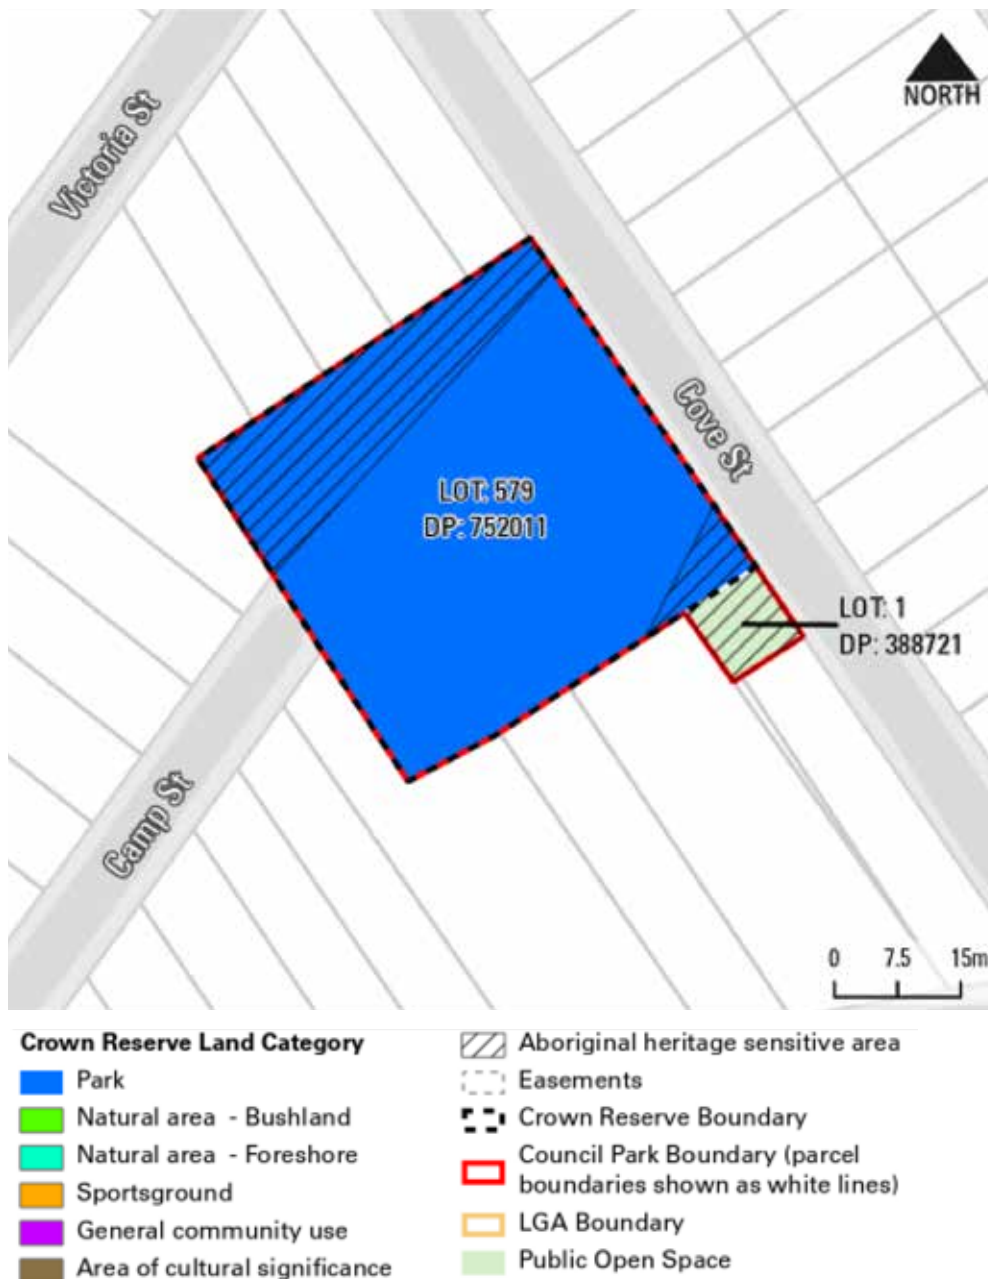 NORTH
Victoria St
Cove St
LOT: 579
DP: 752011
LOT: 1
DP: 388721
Camp St
0 7.5 15m
Crown Reserve Land Category
Park
Natural area - Bushland
Natural area - Foreshore
Sportsground
General community use
Area of cultural significance
Aboriginal heritage sensitive area
Easements
Crown Reserve Boundary
Council Park Boundary (parcel
boundaries shown as white lines)
LGA Boundary
Public Open Space